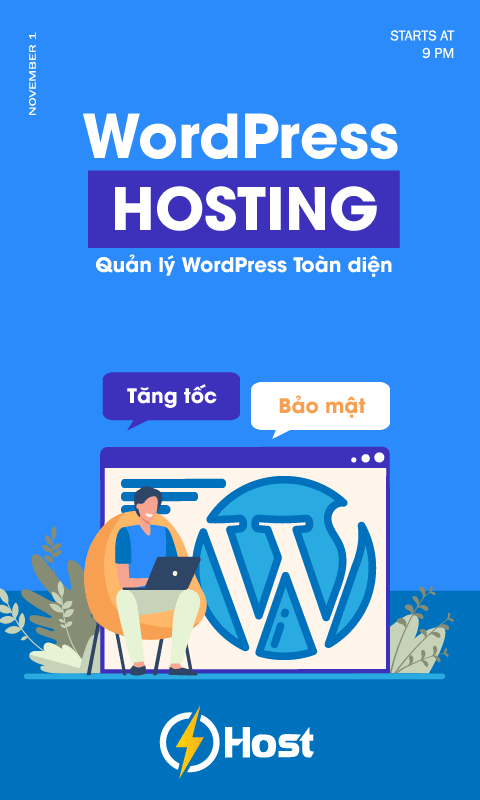 NOVEMBER 1
STARTS AT
9 PM
WordPress
HOSTING
Quản lý WordPress Toàn diện
Tăng tốc
Bảo mật
W
Host